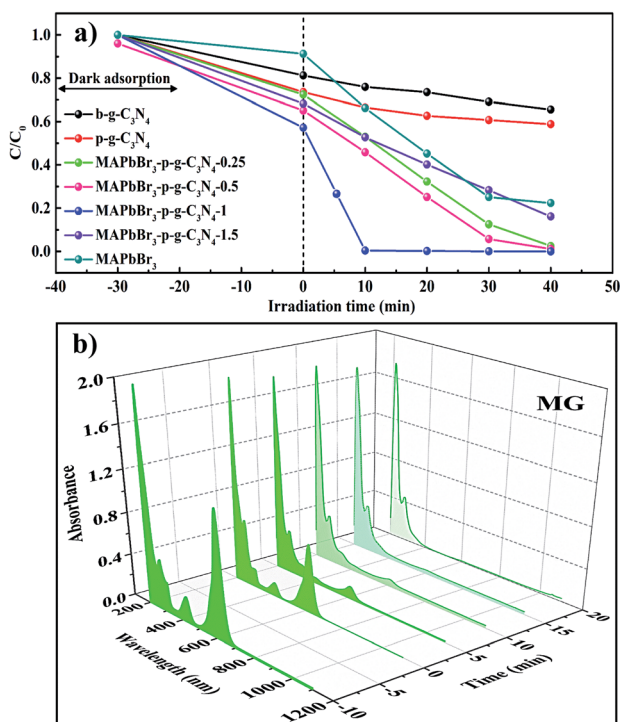 a)
1.0
0.8
0.6
0.4
0.2
0.0
C/C₀
Dark adsorption
b-g-C₃N₄
p-g-C₃N₄
MAPbBr₃-p-g-C₃N₄-0.25
MAPbBr₃-p-g-C₃N₄-0.5
MAPbBr₃-p-g-C₃N₄-1
MAPbBr₃-p-g-C₃N₄-1.5
MAPbBr₃
-40 -30 -20 -10 0 10 20 30 40 50
Irradiation time (min)
b)
MG
2.0
1.6
1.2
0.8
0.4
0.0
Absorbance
200
400
600
800
1000
1200
Wavelength (nm)
-10
-5
0
5
10
15
20
Time (min)